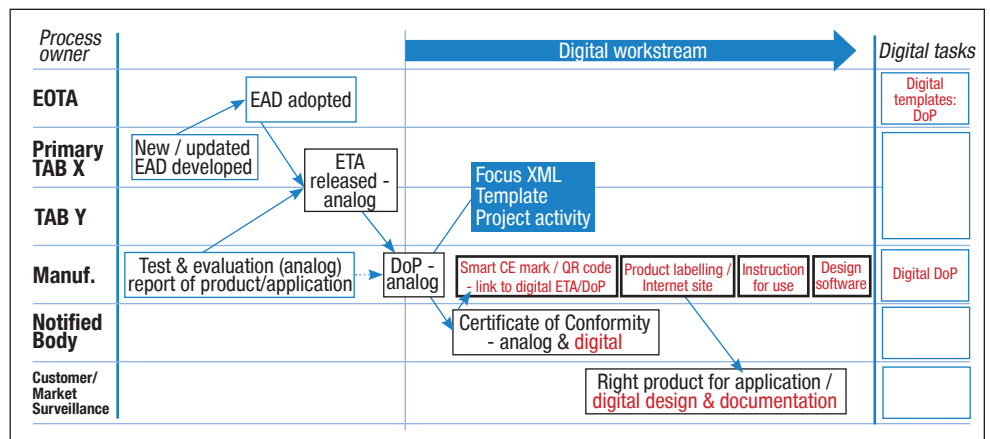 Process
owner
Digital workstream
Digital tasks
EOTA
EAD adopted
Digital
templates:
DoP
Primary
TAB X
New / updated
EAD developed
ETA
released -
analog
Focus XML
Template
Project activity
TAB Y
Manuf.
Test & evaluation (analog)
report of product/application
DoP -
analog
Smart CE mark / QR code
- link to digital ETA/DoP
Product labelling /
Internet site
Instruction
for use
Design
software
Digital DoP
Notified
Body
Certificate of Conformity
- analog & digital
Customer/
Market
Surveillance
Right product for application /
digital design & documentation